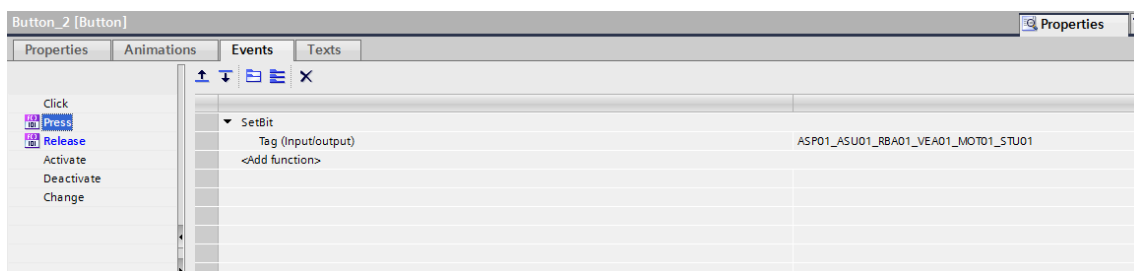 Button_2 [Button]
Properties
Properties Animations Events Texts
Click
Press
Release
Activate
Deactivate
Change
SetBit
Tag (Input/output) ASP01_ASU01_RBA01_VEA01_MOT01_STU01
<Add function>